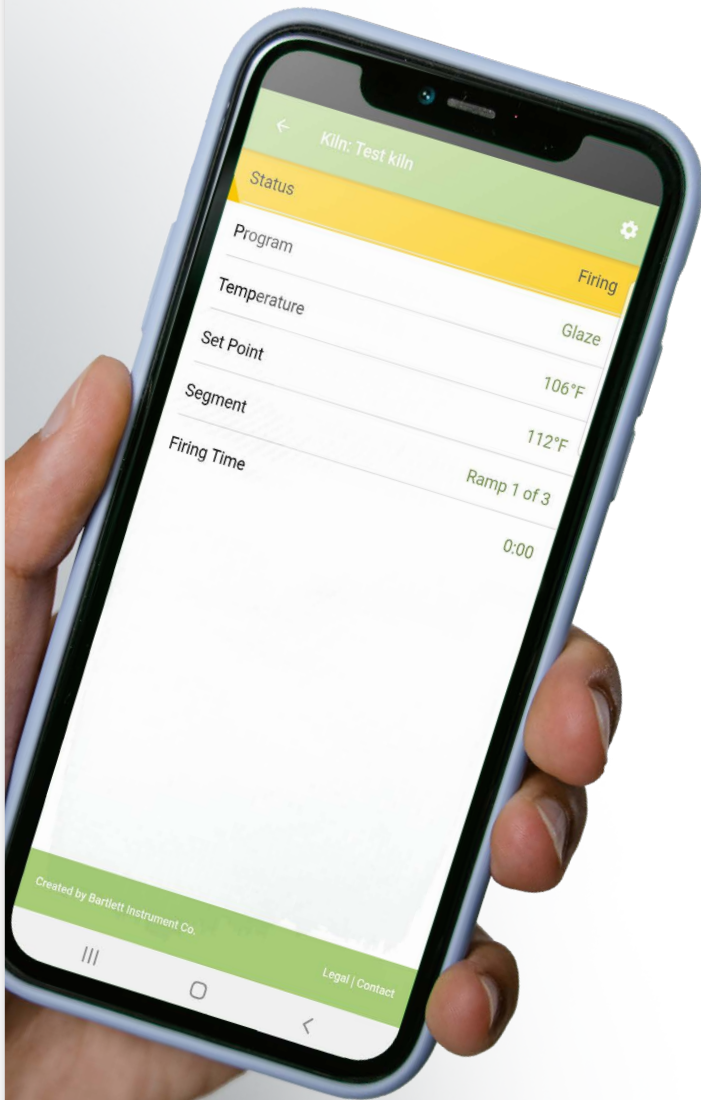 Kiln: Test kiln
Status Firing
Program Glaze
Temperature 106°F
Set Point 112°F
Segment Ramp 1 of 3
Firing Time 0:00
Created by Bartlett Instrument Co. Legal | Contact